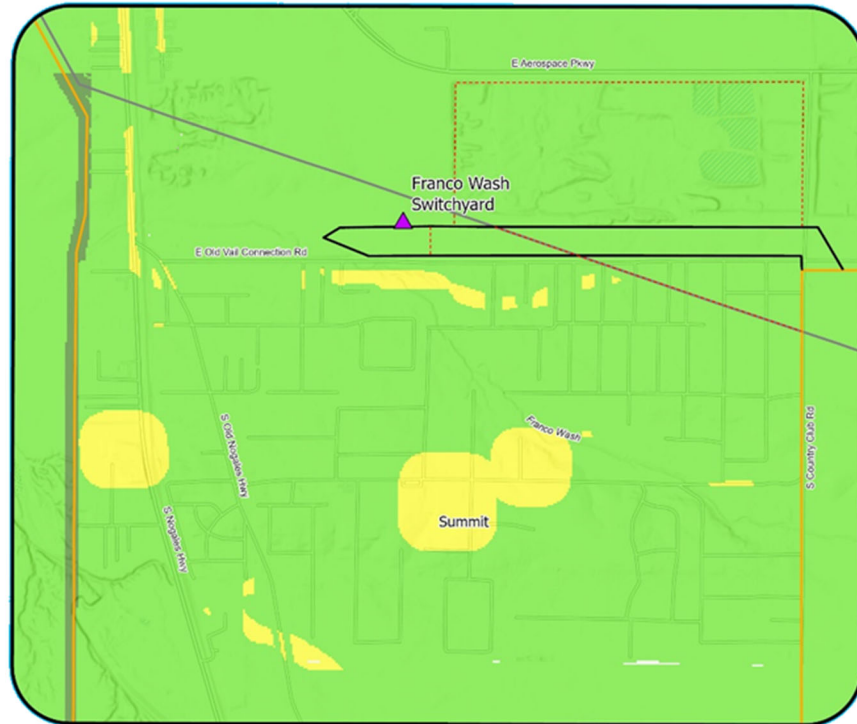 E Aerospace Pkwy
Franco Wash
Switchyard
E Old Vail Connection Rd
S Old Nogales Hwy
Franco Wash
S Country Club Rd
Summit
S Nogales Hwy